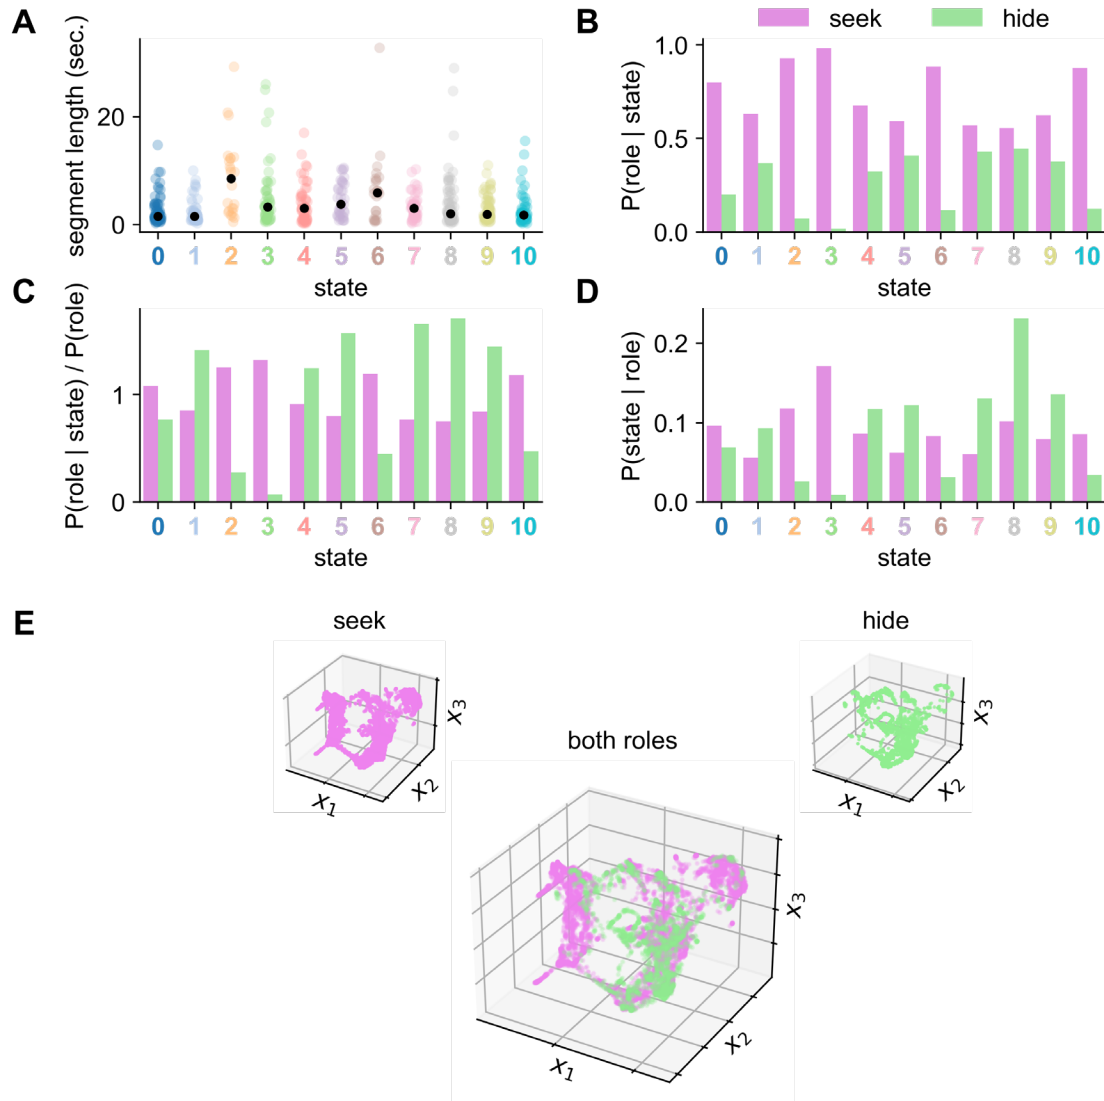 A
segment length (sec.)
20
0
0 1 2 3 4 5 6 7 8 9 10
state
B
seek hide
P(role | state)
1.0
0.5
0.0
0 1 2 3 4 5 6 7 8 9 10
state
C
P(role | state) / P(role)
1
0
0 1 2 3 4 5 6 7 8 9 10
state
D
P(state | role)
0.2
0.1
0.0
0 1 2 3 4 5 6 7 8 9 10
state
E
seek
x₃
x₂
x₁
both roles
x₃
x₂
x₁
hide
x₃
x₂
x₁